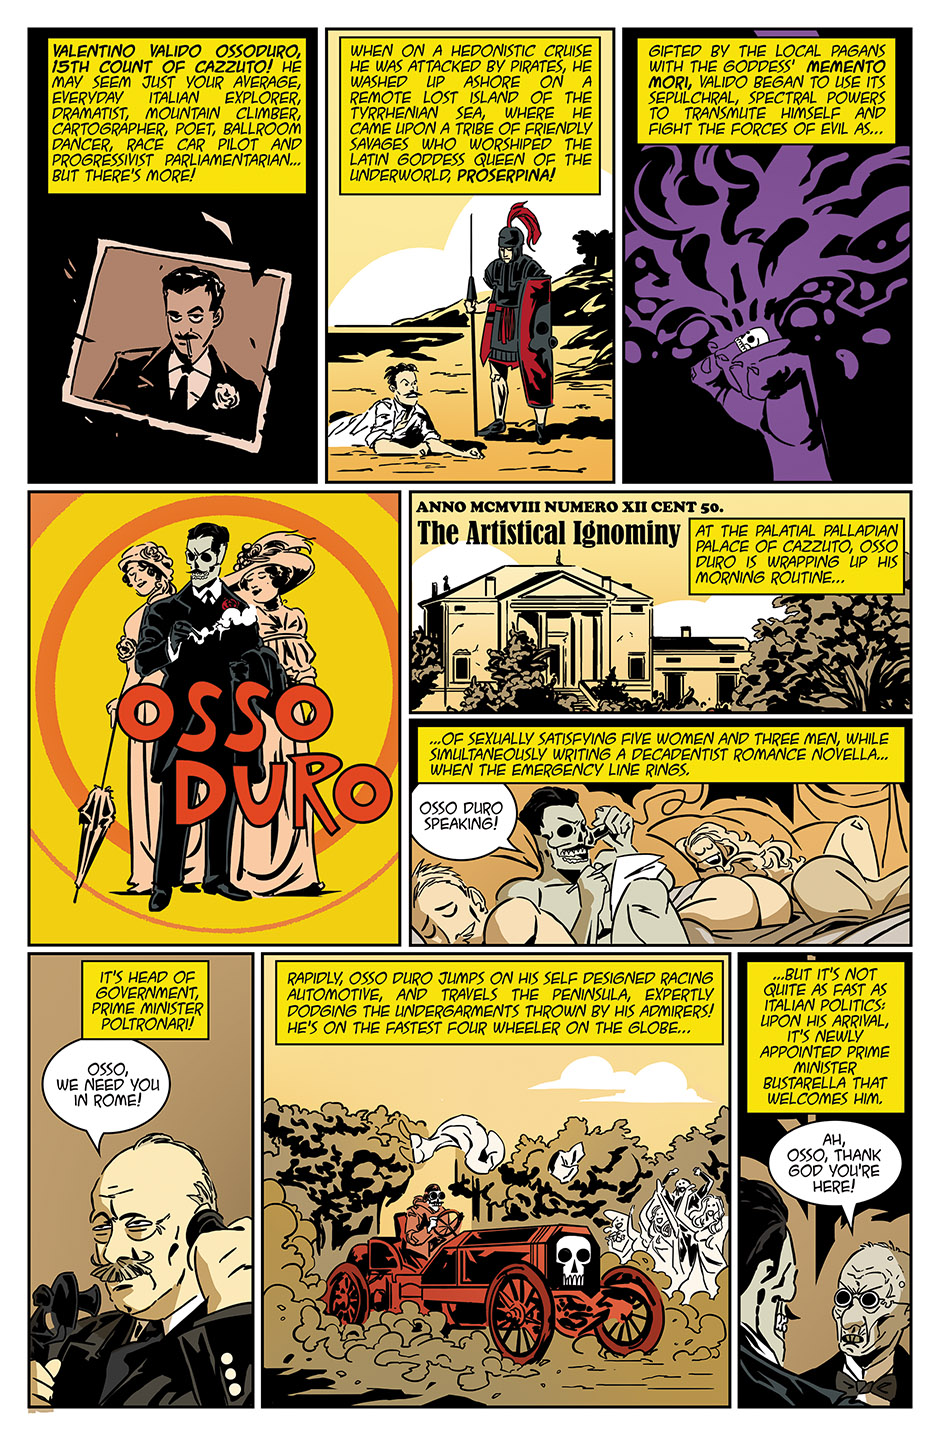 VALENTINO VALIDO OSSODURO,
15TH COUNT OF CAZZUTO! HE
MAY SEEM JUST YOUR AVERAGE,
EVERYDAY ITALIAN EXPLORER,
DRAMATIST, MOUNTAIN CLIMBER,
CARTOGRAPHER, POET, BALLROOM
DANCER, RACE CAR PILOT AND
PROGRESSIVIST PARLIAMENTARIAN...
BUT THERE'S MORE!
WHEN ON A HEDONISTIC CRUISE
HE WAS ATTACKED BY PIRATES, HE
WASHED UP ASHORE ON A
REMOTE LOST ISLAND OF THE
TYRRHENIAN SEA, WHERE HE
CAME UPON A TRIBE OF FRIENDLY
SAVAGES WHO WORSHIPED THE
LATIN GODDESS QUEEN OF THE
UNDERWORLD, PROSERPINA!
GIFTED BY THE LOCAL PAGANS
WITH THE GODDESS' MEMENTO
MORI, VALIDO BEGAN TO USE ITS
SEPULCHRAL, SPECTRAL POWERS
TO TRANSMUTE HIMSELF AND
FIGHT THE FORCES OF EVIL AS...
OSSO
DURO
ANNO MCMVIII NUMERO XII CENT 50.
The Artistical Ignominy
AT THE PALATIAL PALLADIAN
PALACE OF CAZZUTO, OSSO
DURO IS WRAPPING UP HIS
MORNING ROUTINE...
...OF SEXUALLY SATISFYING FIVE WOMEN AND THREE MEN, WHILE
SIMULTANEOUSLY WRITING A DECADENTIST ROMANCE NOVELLA...
WHEN THE EMERGENCY LINE RINGS.
OSSO DURO
SPEAKING!
IT'S HEAD OF
GOVERNMENT,
PRIME MINISTER
POLTRONARI!
OSSO,
WE NEED YOU
IN ROME!
RAPIDLY, OSSO DURO JUMPS ON HIS SELF DESIGNED RACING
AUTOMOTIVE, AND TRAVELS THE PENINSULA, EXPERTLY
DODGING THE UNDERGARMENTS THROWN BY HIS ADMIRERS!
HE'S ON THE FASTEST FOUR WHEELER ON THE GLOBE...
...BUT IT'S NOT
QUITE AS FAST AS
ITALIAN POLITICS:
UPON HIS ARRIVAL,
IT'S NEWLY
APPOINTED PRIME
MINISTER
BUSTARELLA THAT
WELCOMES HIM.
AH,
OSSO, THANK
GOD YOU'RE
HERE!